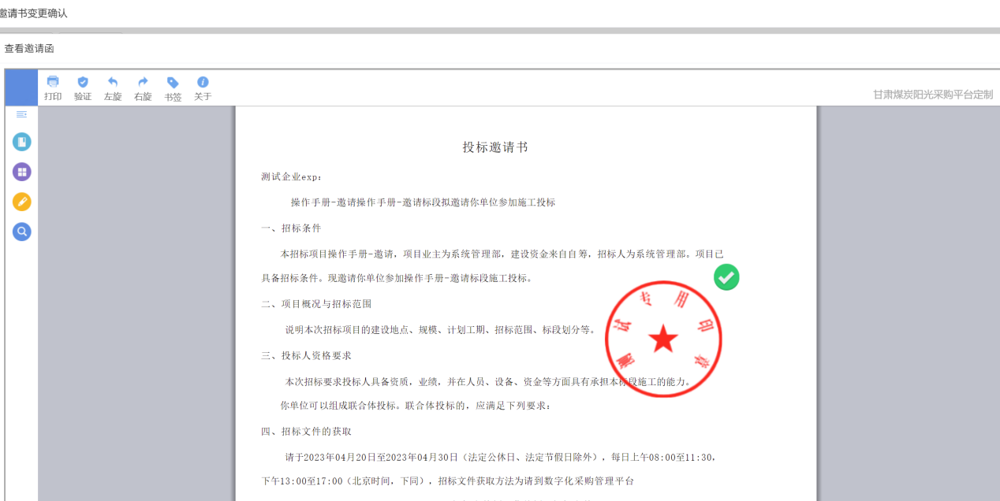 邀请书变更确认
查看邀请函
打印 验证 左旋 右旋 书签 关于
甘肃煤炭阳光采购平台定制
投标邀请书
测试企业exp：
操作手册-邀请操作手册-邀请标段拟邀请你单位参加施工投标
一、招标条件
本招标项目操作手册-邀请，项目业主为系统管理部，建设资金来自自筹，招标人为系统管理部。项目已
具备招标条件。现邀请你单位参加操作手册-邀请标段施工投标。
二、项目概况与招标范围
说明本次招标项目的建设地点、规模、计划工期、招标范围、标段划分等。
三、投标人资格要求
本次招标要求投标人具备资质，业绩，并在人员、设备、资金等方面具有承担本标段施工的能力。
测试专用印章
你单位可以组成联合体投标。联合体投标的，应满足下列要求：
四、招标文件的获取
请于2023年04月20日至2023年04月30日（法定公休日、法定节假日除外），每日上午08:00至11:30，
下午13:00至17:00（北京时间，下同），招标文件获取方法为请到数字化采购管理平台